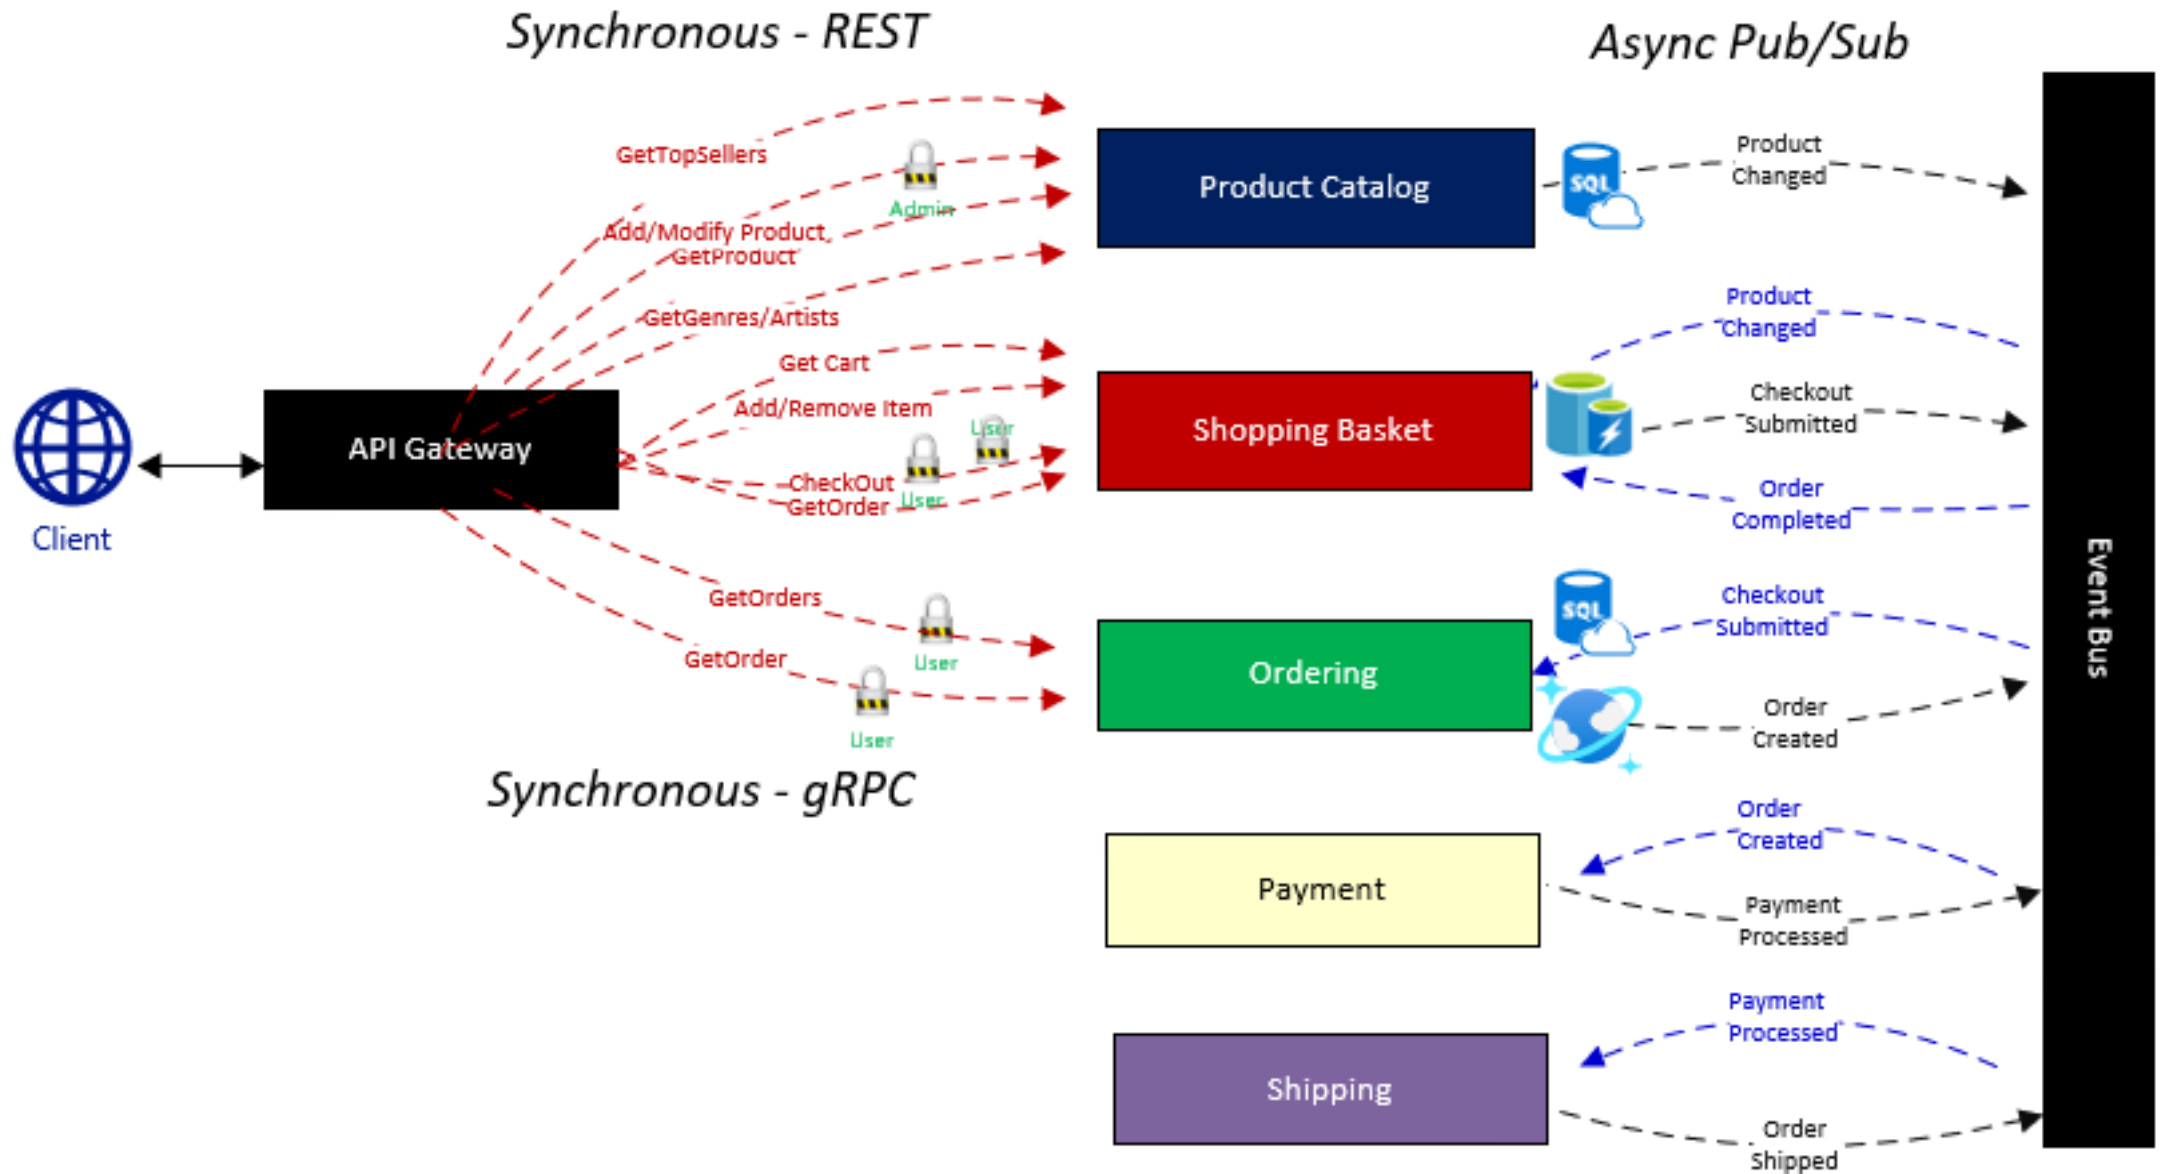 Synchronous - REST
Async Pub/Sub
GetTopSellers
Admin
Add/Modify Product
GetProduct
GetGenres/Artists
Get Cart
Add/Remove Item
User
CheckOut
User
GetOrder
Client
API Gateway
GetOrders
User
GetOrder
User
Synchronous - gRPC
Product Catalog
SQL
Product
Changed
Shopping Basket
Product
Changed
Checkout
Submitted
Order
Completed
Ordering
SQL
Checkout
Submitted
Order
Created
Payment
Order
Created
Payment
Processed
Shipping
Payment
Processed
Order
Shipped
Event Bus